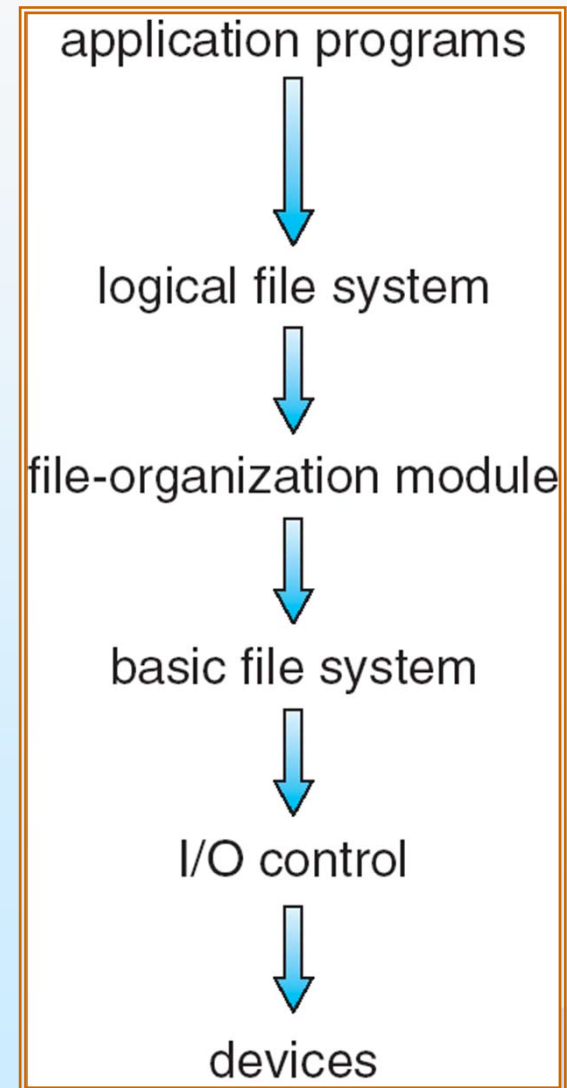 application programs
logical file system
file-organization module
basic file system
I/O control
devices